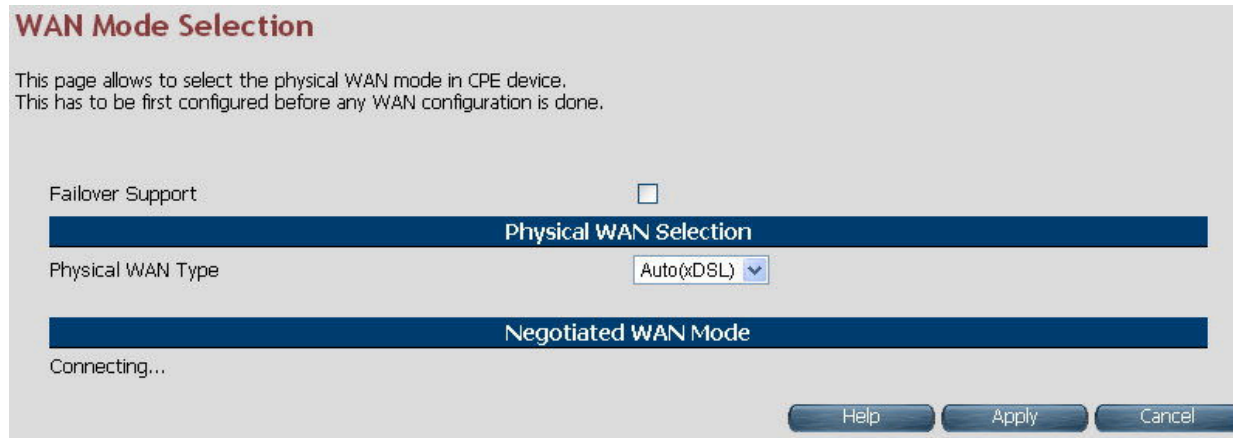 WAN Mode Selection
This page allows to select the physical WAN mode in CPE device.
This has to be first configured before any WAN configuration is done.
Failover Support
Physical WAN Selection
Physical WAN Type Auto(xDSL)
Negotiated WAN Mode
Connecting...
Help Apply Cancel